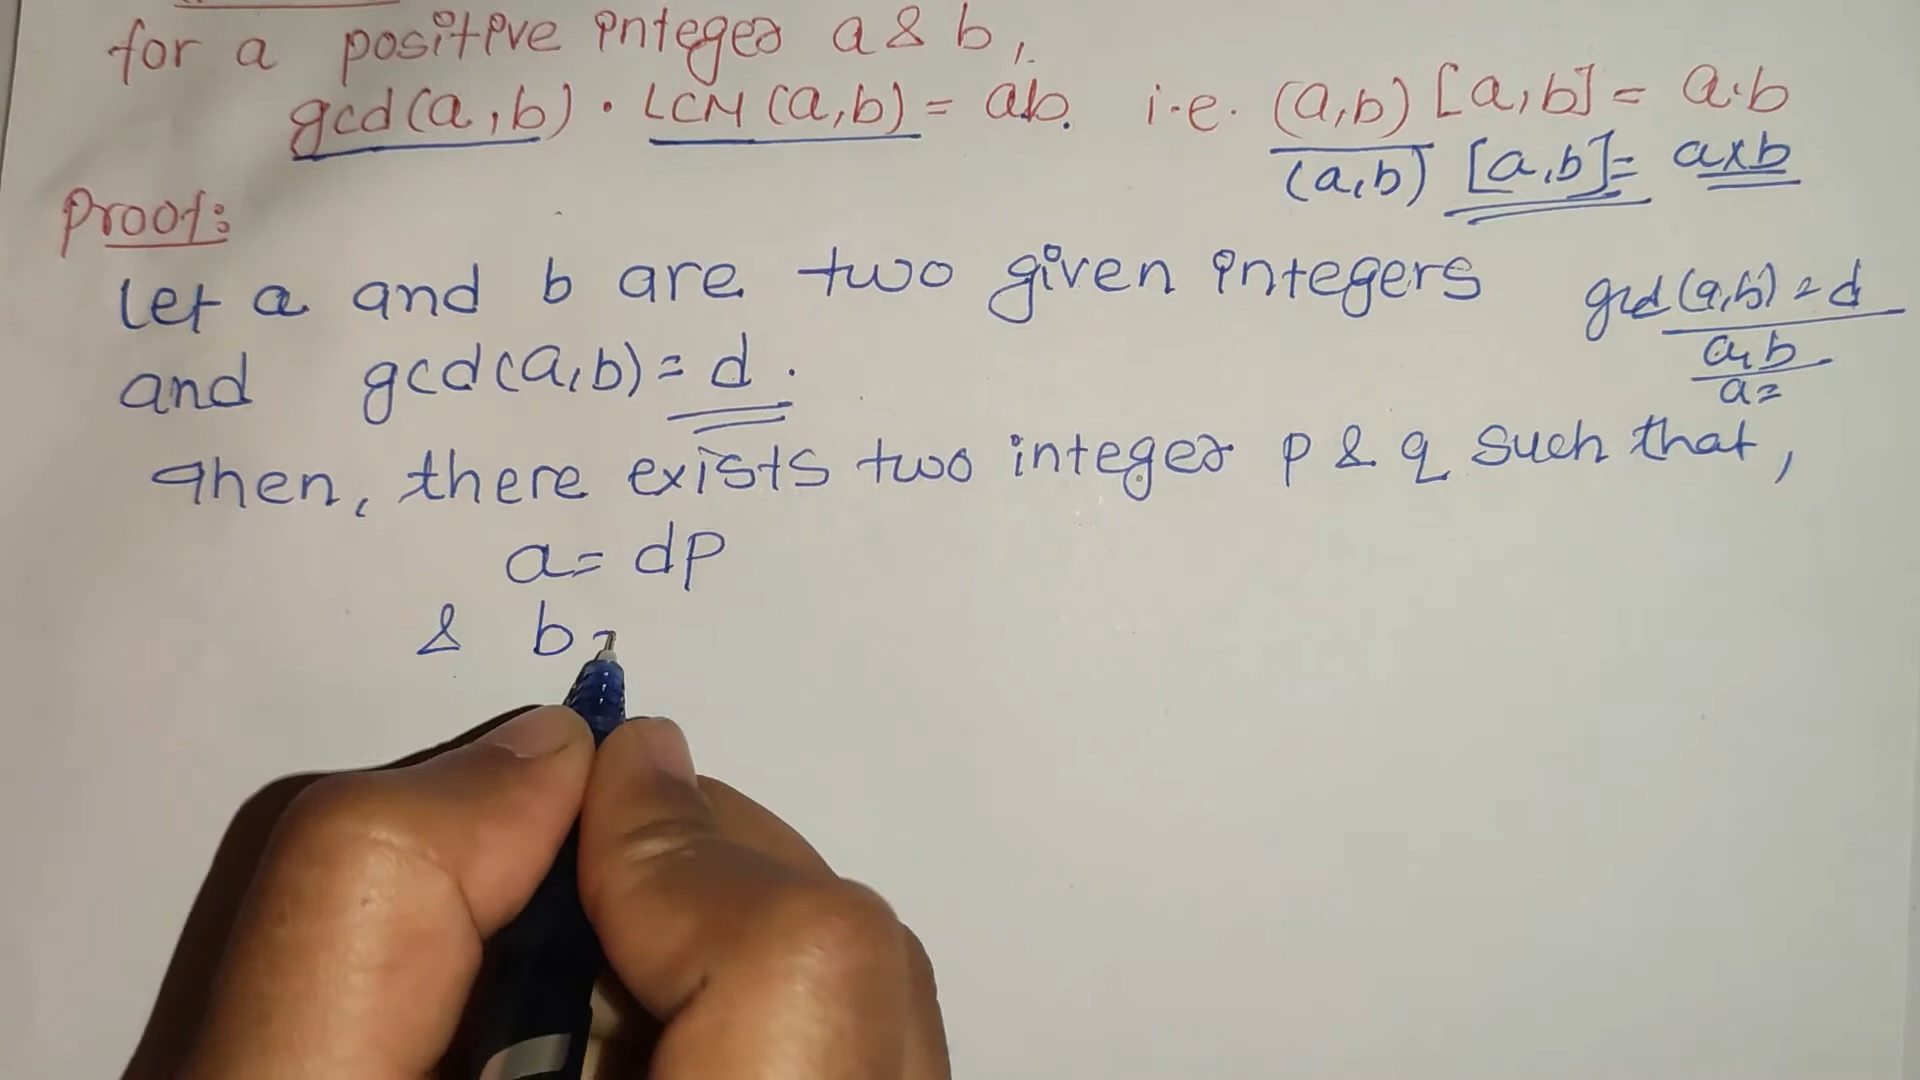 for a positive integer a & b,
gcd(a,b) · LCM (a,b) = ab. i.e. (a,b) [a,b] = a.b
(a,b) [a,b] = a×b
Proof:
Let a and b are two given integers
gcd(a,b) = d
a, b
a =
and gcd(a,b) = d.
Then, there exists two integer p & q such that,
a = dp
& b =